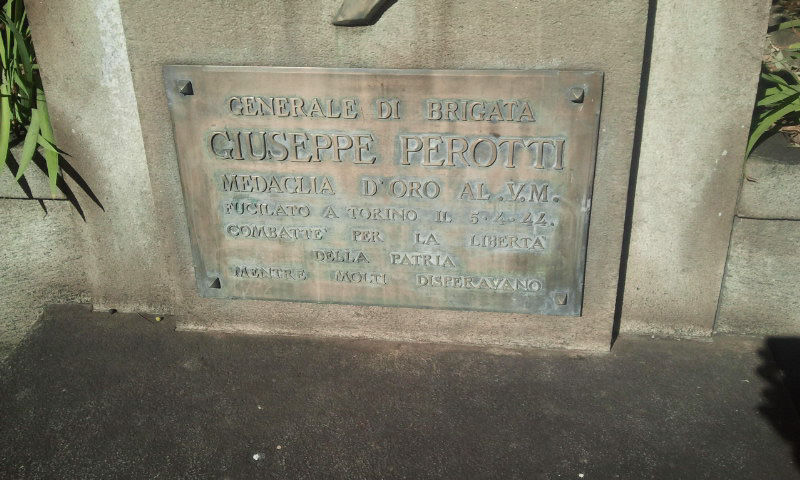 GENERALE DI BRIGATA
GIUSEPPE PEROTTI
MEDAGLIA D'ORO AL .V.M.
FUCILATO A TORINO IL 5.4.44.
COMBATTE' PER LA LIBERTA'
DELLA PATRIA
MENTRE MOLTI DISPERAVANO